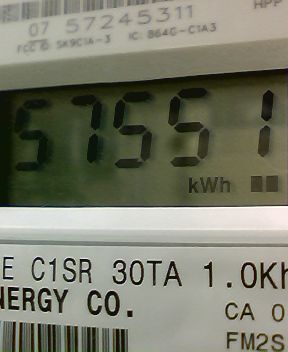 HPP
07 57245311
FCC ID: SK9C1A-3 IC: 864G-C1A3
57551
kWh
E C1SR 30TA 1.0Kh
NERGY CO.
CA 0
FM2S